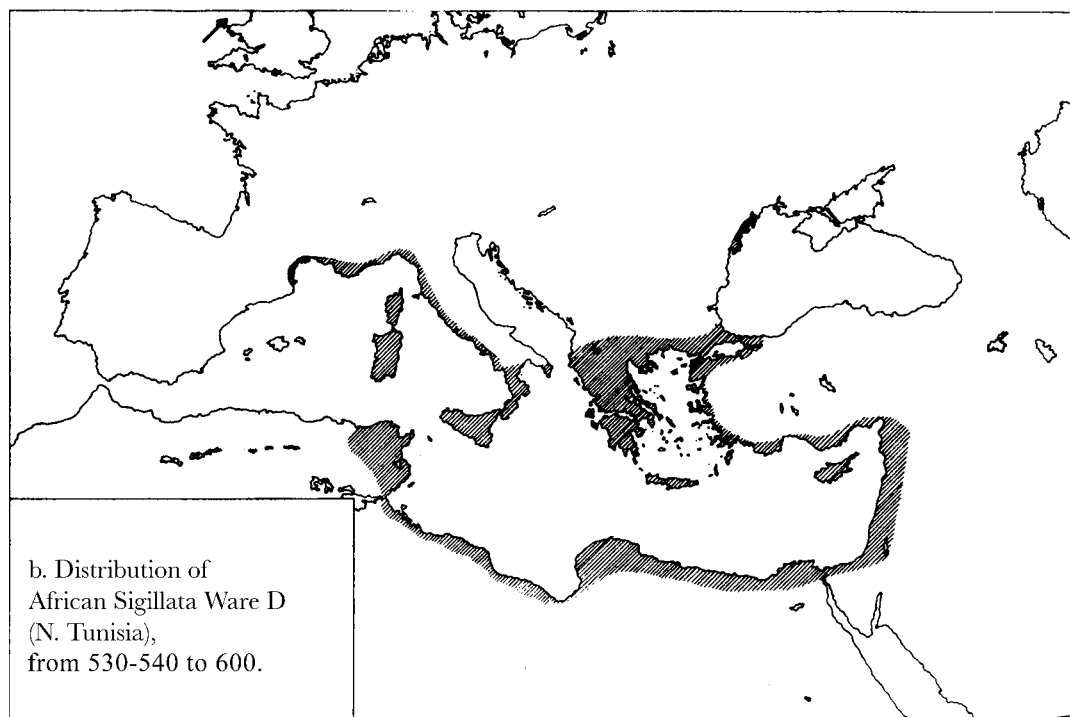 b. Distribution of
African Sigillata Ware D
(N. Tunisia),
from 530-540 to 600.